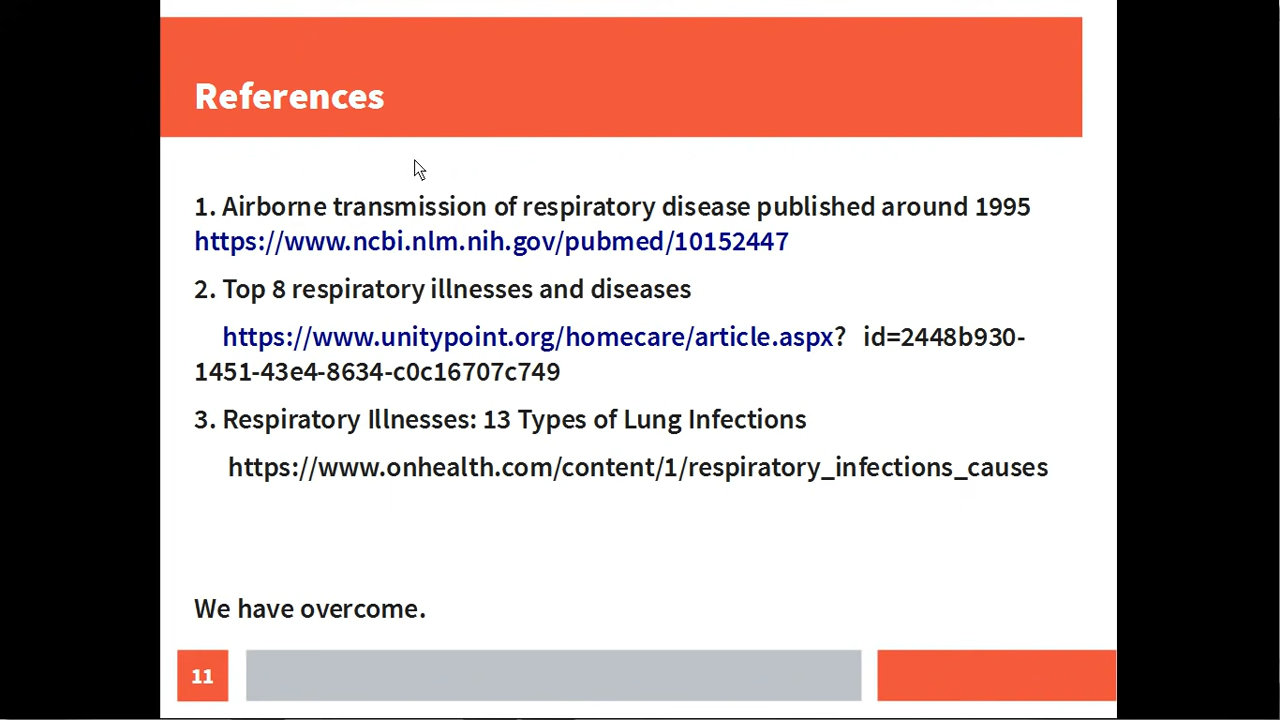 References
1. Airborne transmission of respiratory disease published around 1995
https://www.ncbi.nlm.nih.gov/pubmed/10152447
2. Top 8 respiratory illnesses and diseases
https://www.unitypoint.org/homecare/article.aspx? id=2448b930-
1451-43e4-8634-c0c16707c749
3. Respiratory Illnesses: 13 Types of Lung Infections
https://www.onhealth.com/content/1/respiratory_infections_causes
We have overcome.
11